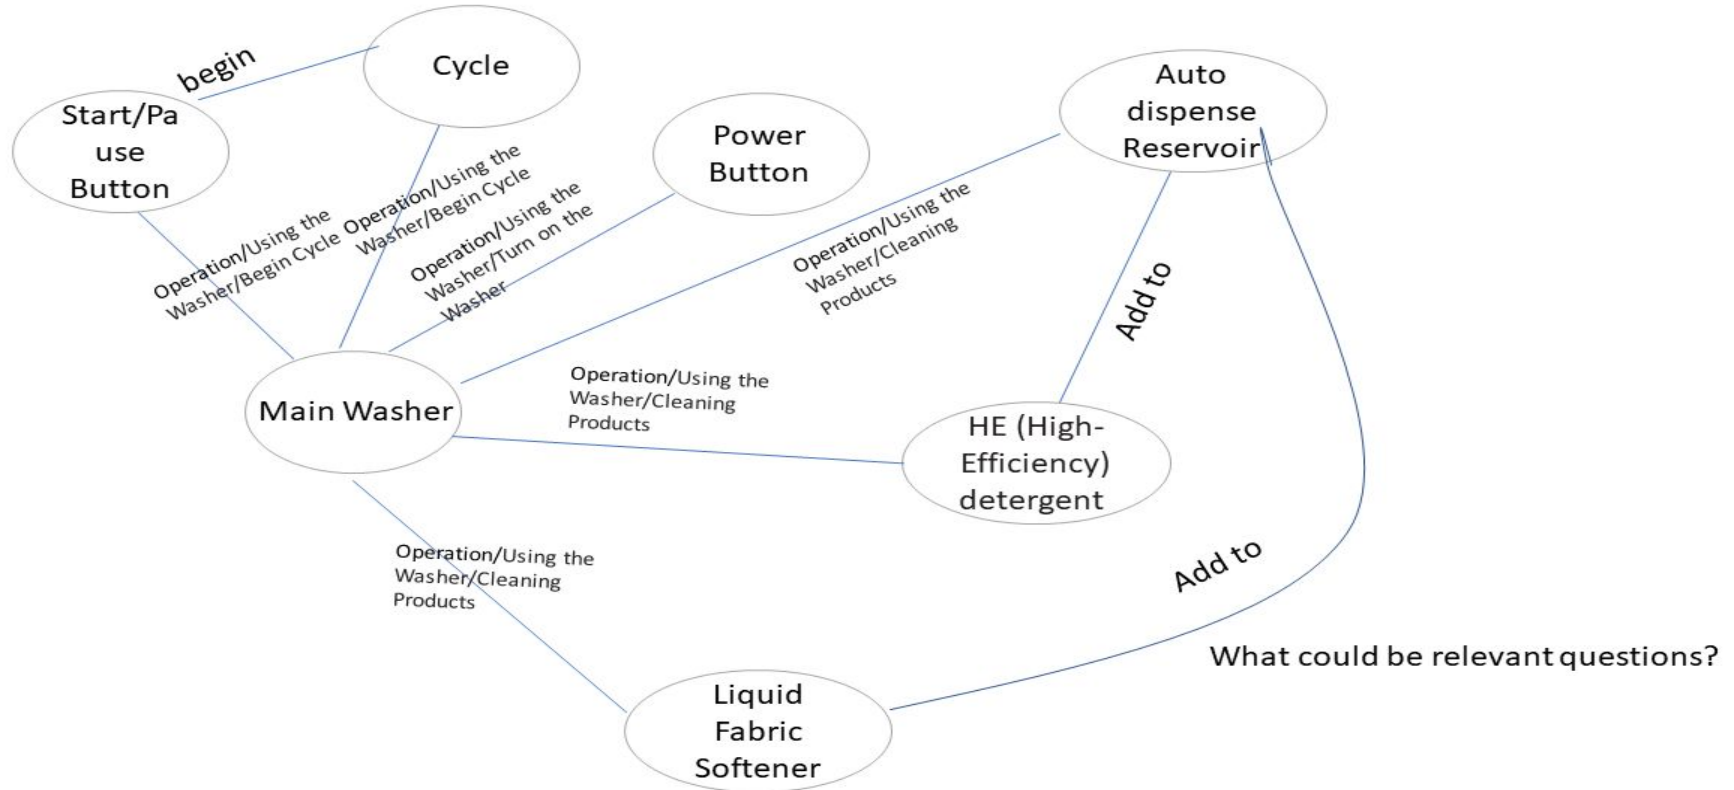 Cycle
begin
Start/Pa
use
Button
Power
Button
Auto
dispense
Reservoir
Operation/Using the
Washer/Begin Cycle
Operation/Using the
Washer/Begin Cycle
Operation/Using the
Washer/Turn on the
Washer
Operation/Using the
Washer/Cleaning
Products
Add to
Main Washer
Operation/Using the
Washer/Cleaning
Products
HE (High-
Efficiency)
detergent
Operation/Using the
Washer/Cleaning
Products
Add to
What could be relevant questions?
Liquid
Fabric
Softener